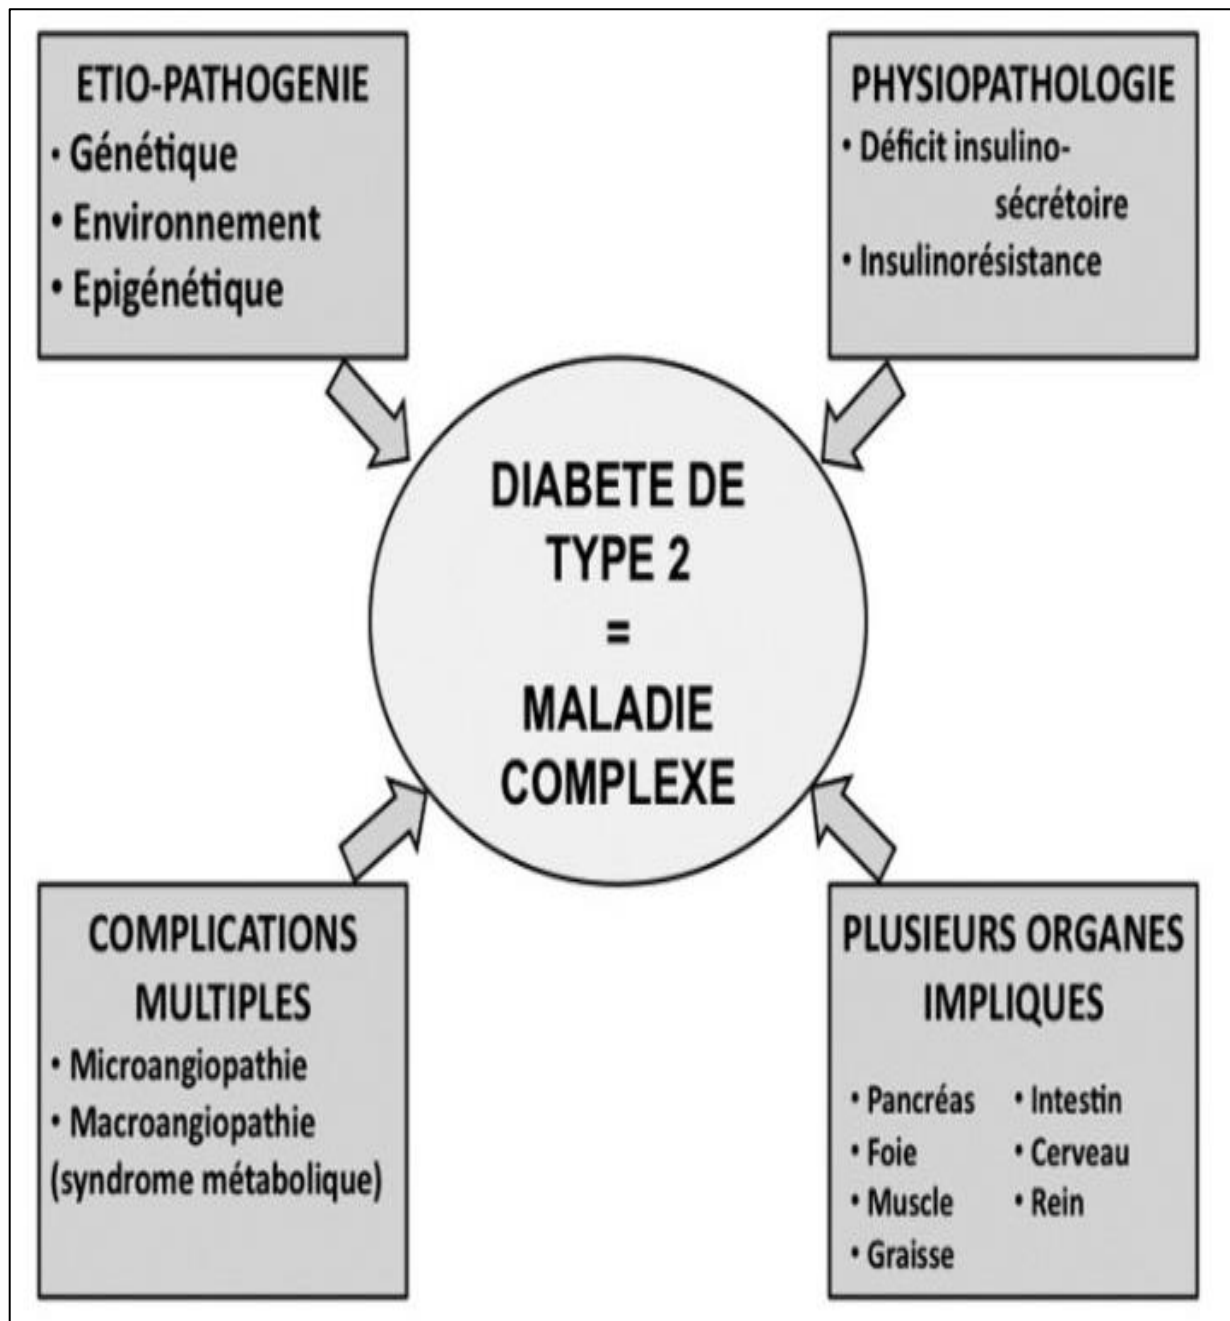 ETIO-PATHOGENIE
• Génétique
• Environnement
• Epigénétique
PHYSIOPATHOLOGIE
• Déficit insulino-
sécrétoire
• Insulinorésistance
DIABETE DE
TYPE 2
=
MALADIE
COMPLEXE
COMPLICATIONS
MULTIPLES
• Microangiopathie
• Macroangiopathie
(syndrome métabolique)
PLUSIEURS ORGANES
IMPLIQUES
• Pancréas
• Foie
• Muscle
• Graisse
• Intestin
• Cerveau
• Rein